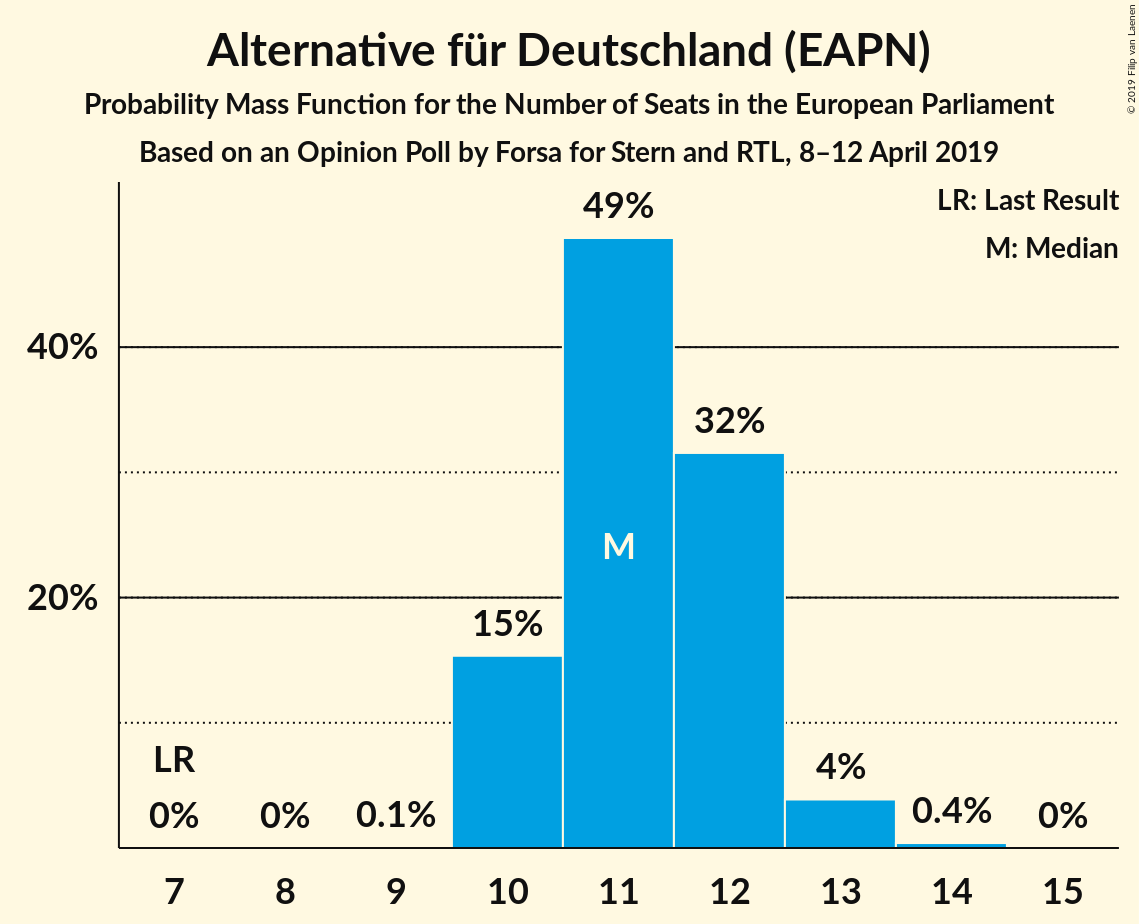 Alternative für Deutschland (EAPN)
Probability Mass Function for the Number of Seats in the European Parliament
Based on an Opinion Poll by Forsa for Stern and RTL, 8–12 April 2019
© 2019 Filip van Laenen
LR: Last Result
M: Median
49%
40%
32%
M
20%
15%
LR
0%
0%
0.1%
4%
0.4%
0%
7 8 9 10 11 12 13 14 15